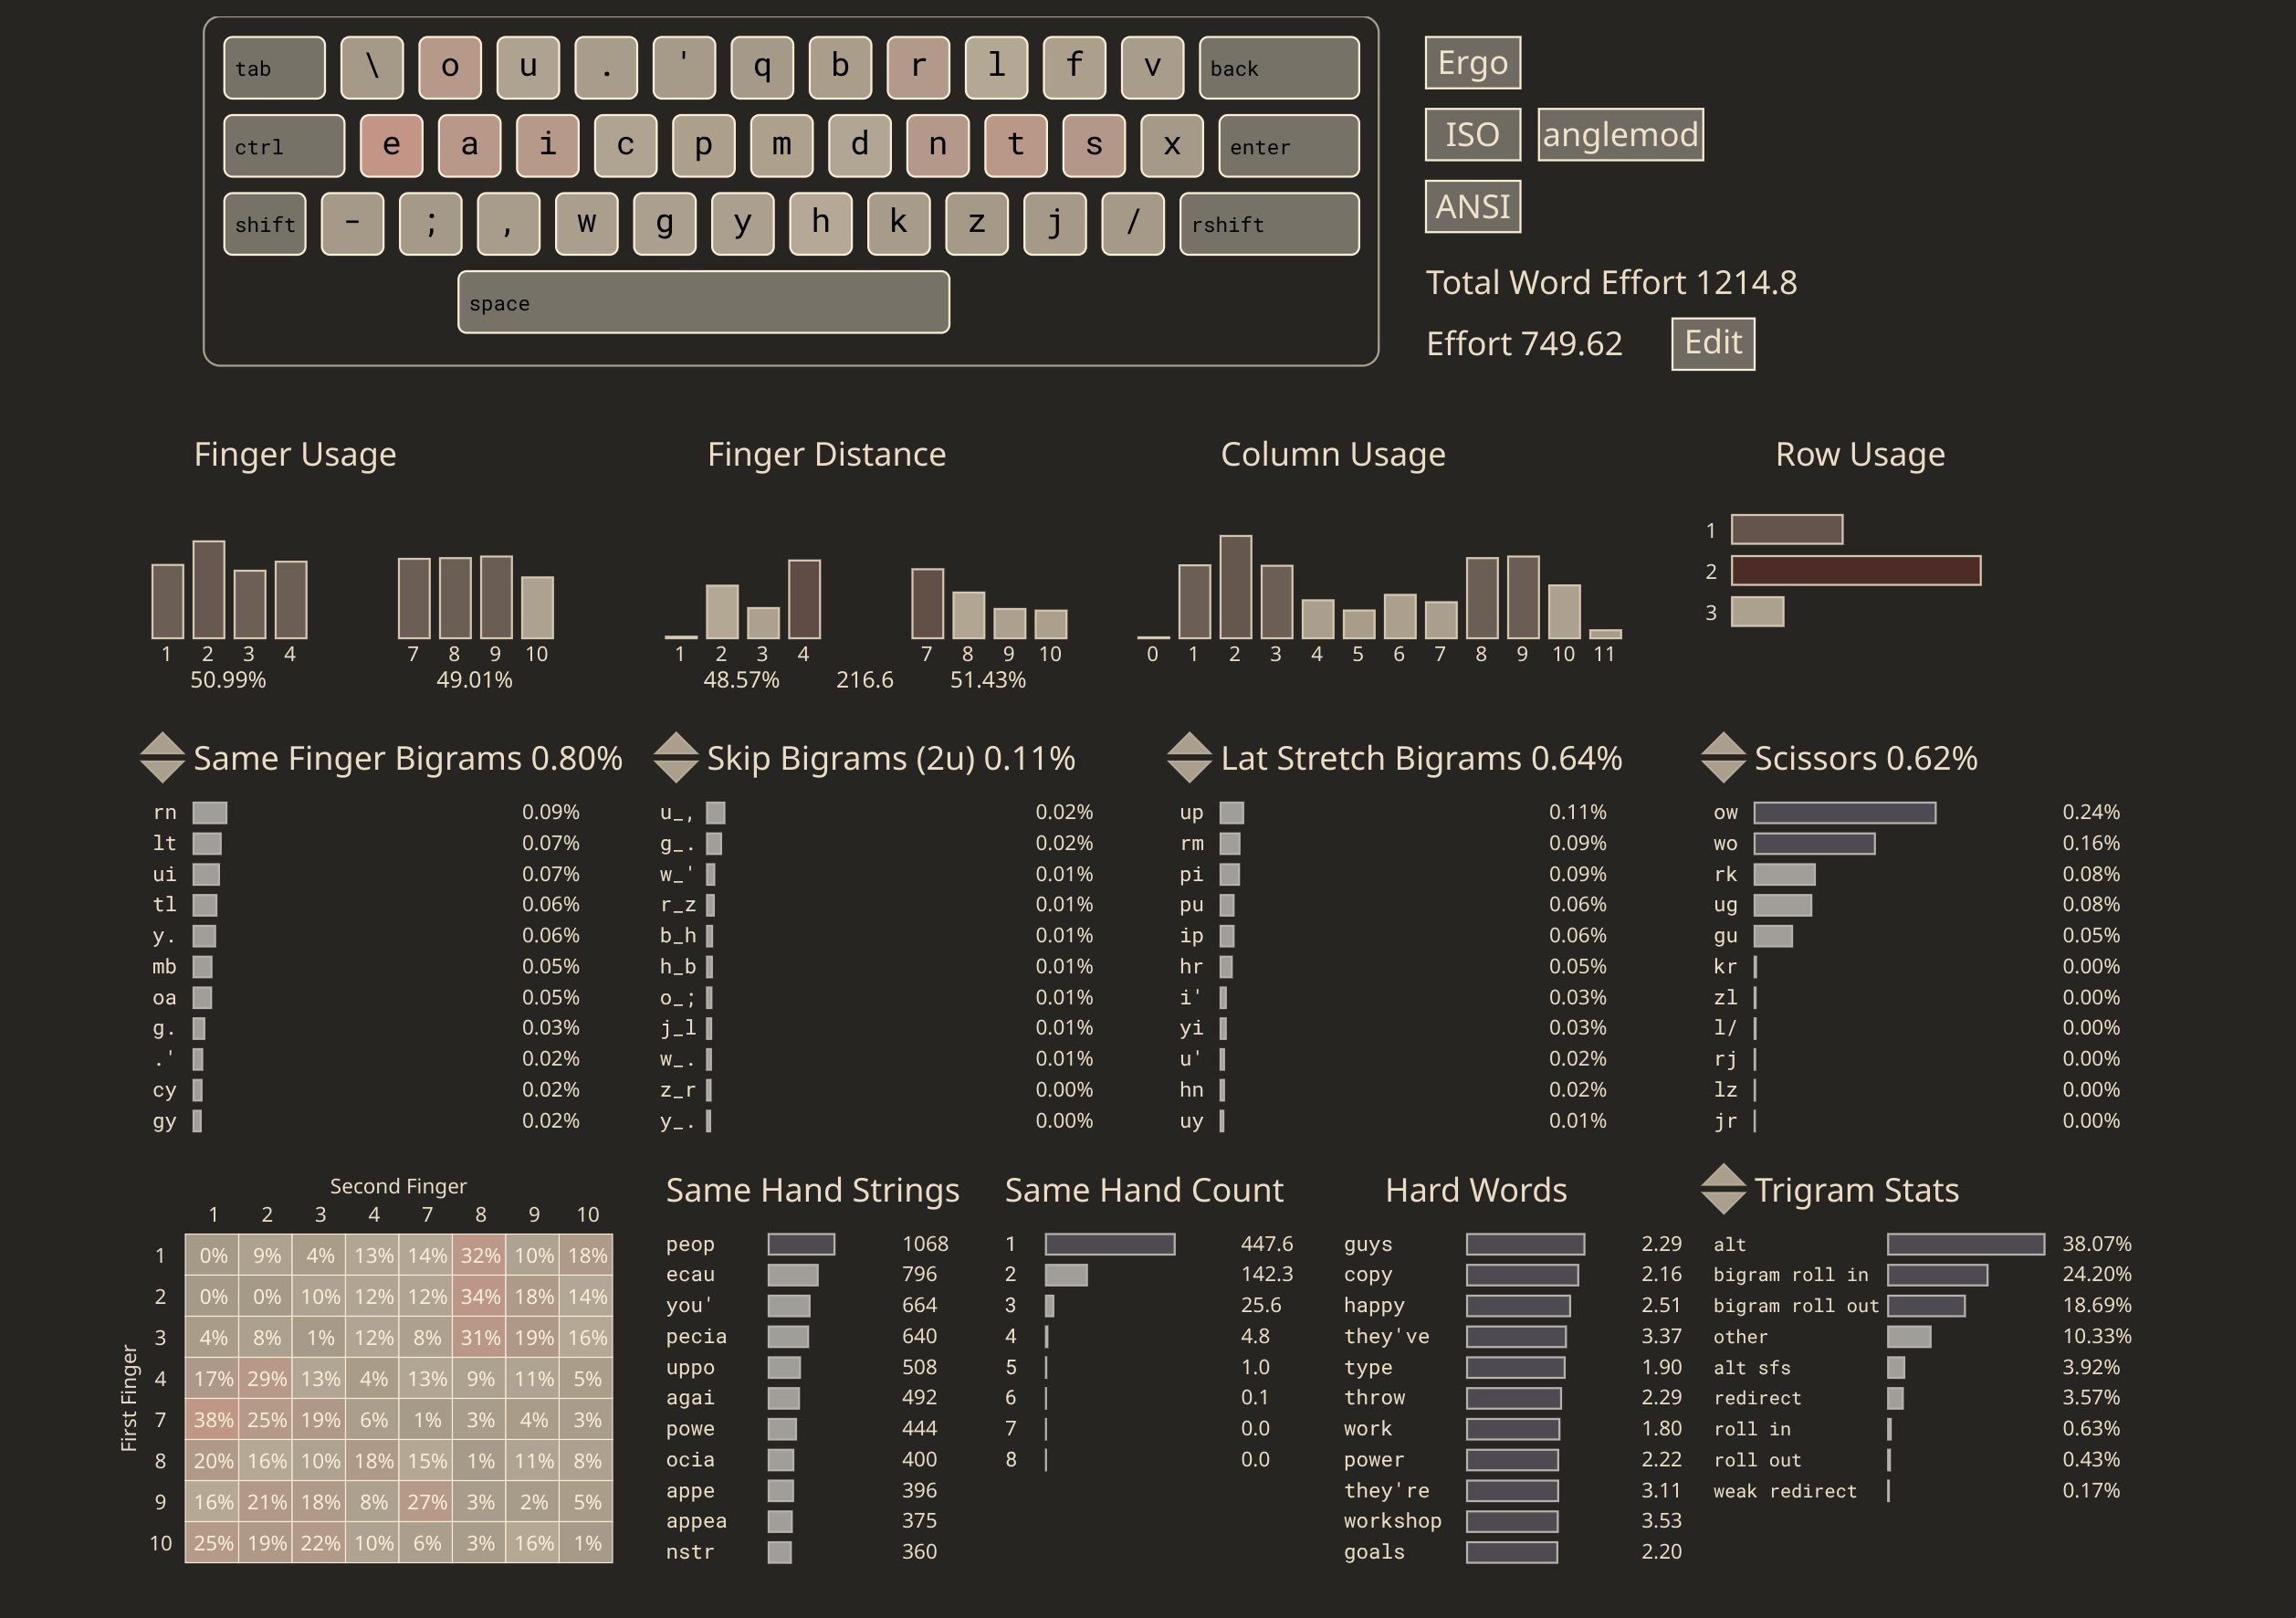 tab \ o u . ' q b r l f v back
Ergo
ctrl e a i c p m d n t s x enter
ISO anglemod
shift - ; , w g y h k z j / rshift
ANSI
space
Total Word Effort 1214.8
Effort 749.62 Edit
Finger Usage
1 2 3 4 7 8 9 10
50.99% 49.01%
Finger Distance
1 2 3 4 7 8 9 10
48.57% 216.6 51.43%
Column Usage
0 1 2 3 4 5 6 7 8 9 10 11
Row Usage
1
2
3
Same Finger Bigrams 0.80%
rn 0.09%
lt 0.07%
ui 0.07%
tl 0.06%
y. 0.06%
mb 0.05%
oa 0.05%
g. 0.03%
.' 0.02%
cy 0.02%
gy 0.02%
Skip Bigrams (2u) 0.11%
u_, 0.02%
g_. 0.02%
w_' 0.01%
r_z 0.01%
b_h 0.01%
h_b 0.01%
o_; 0.01%
j_l 0.01%
w_. 0.01%
z_r 0.00%
y_. 0.00%
Lat Stretch Bigrams 0.64%
up 0.11%
rm 0.09%
pi 0.09%
pu 0.06%
ip 0.06%
hr 0.05%
i' 0.03%
yi 0.03%
u' 0.02%
hn 0.02%
uy 0.01%
Scissors 0.62%
ow 0.24%
wo 0.16%
rk 0.08%
ug 0.08%
gu 0.05%
kr 0.00%
zl 0.00%
l/ 0.00%
rj 0.00%
lz 0.00%
jr 0.00%
Second Finger
1 2 3 4 7 8 9 10
First Finger
1 0% 9% 4% 13% 14% 32% 10% 18%
2 0% 0% 10% 12% 12% 34% 18% 14%
3 4% 8% 1% 12% 8% 31% 19% 16%
4 17% 29% 13% 4% 13% 9% 11% 5%
7 38% 25% 19% 6% 1% 3% 4% 3%
8 20% 16% 10% 18% 15% 1% 11% 8%
9 16% 21% 18% 8% 27% 3% 2% 5%
10 25% 19% 22% 10% 6% 3% 16% 1%
Same Hand Strings
peop 1068
ecau 796
you' 664
pecia 640
uppo 508
agai 492
powe 444
ocia 400
appe 396
appea 375
nstr 360
Same Hand Count
1 447.6
2 142.3
3 25.6
4 4.8
5 1.0
6 0.1
7 0.0
8 0.0
Hard Words
guys 2.29
copy 2.16
happy 2.51
they've 3.37
type 1.90
throw 2.29
work 1.80
power 2.22
they're 3.11
workshop 3.53
goals 2.20
Trigram Stats
alt 38.07%
bigram roll in 24.20%
bigram roll out 18.69%
other 10.33%
alt sfs 3.92%
redirect 3.57%
roll in 0.63%
roll out 0.43%
weak redirect 0.17%